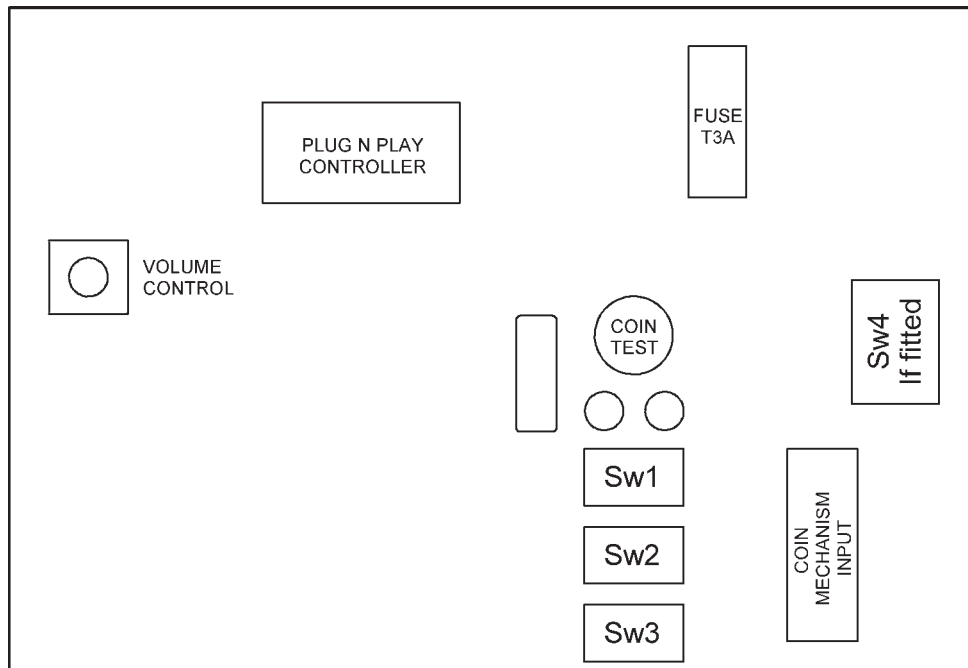 PLUG N PLAY
CONTROLLER
FUSE
T3A
VOLUME
CONTROL
COIN
TEST
Sw4
If fitted
Sw1
Sw2
Sw3
COIN
MECHANISM
INPUT